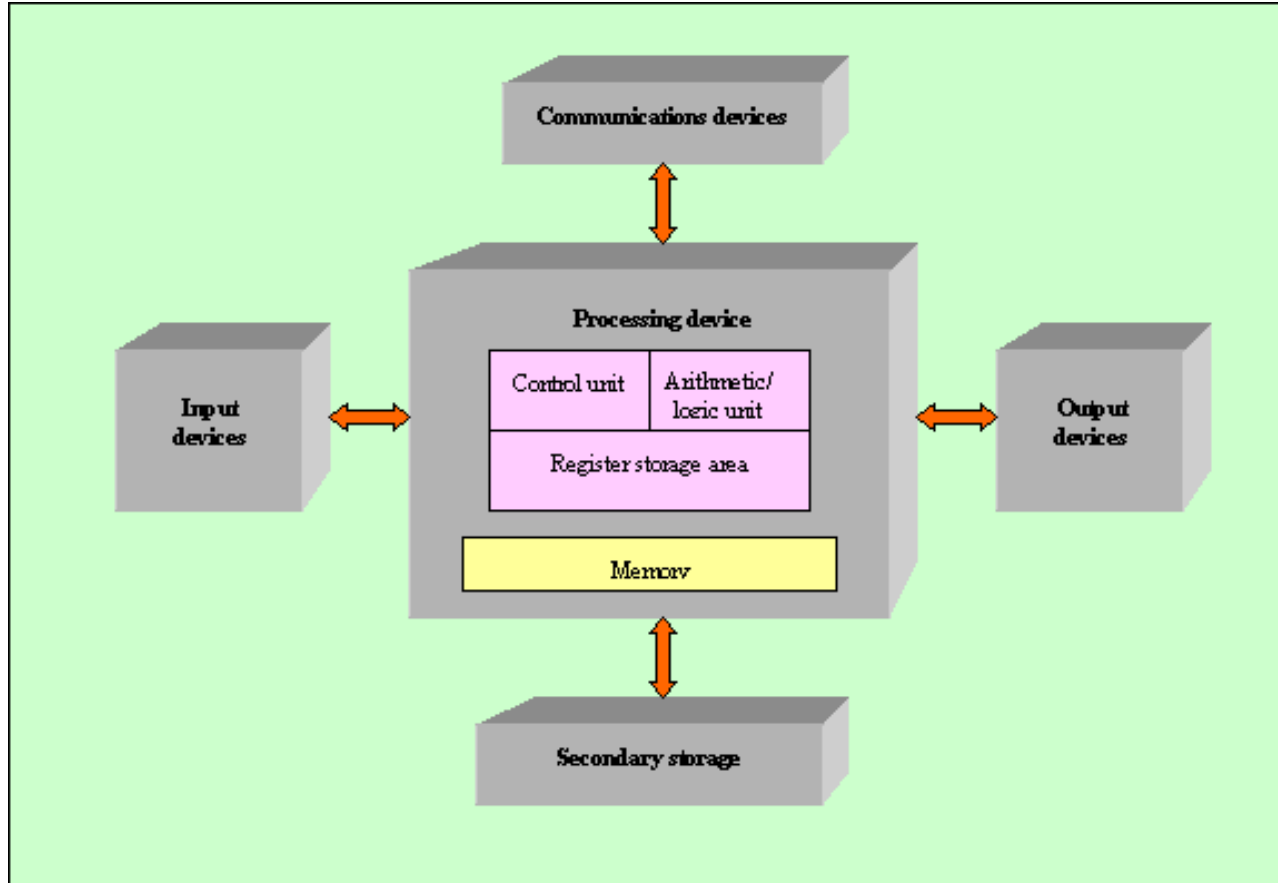 Communications devices
Processing device
Control unit
Arithmetic/
logic unit
Input
devices
Output
devices
Register storage area
Memory
Secondary storage